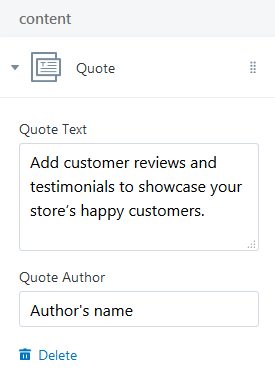 content
Quote
Quote Text
Add customer reviews and
testimonials to showcase your
store's happy customers.
Quote Author
Author's name
Delete